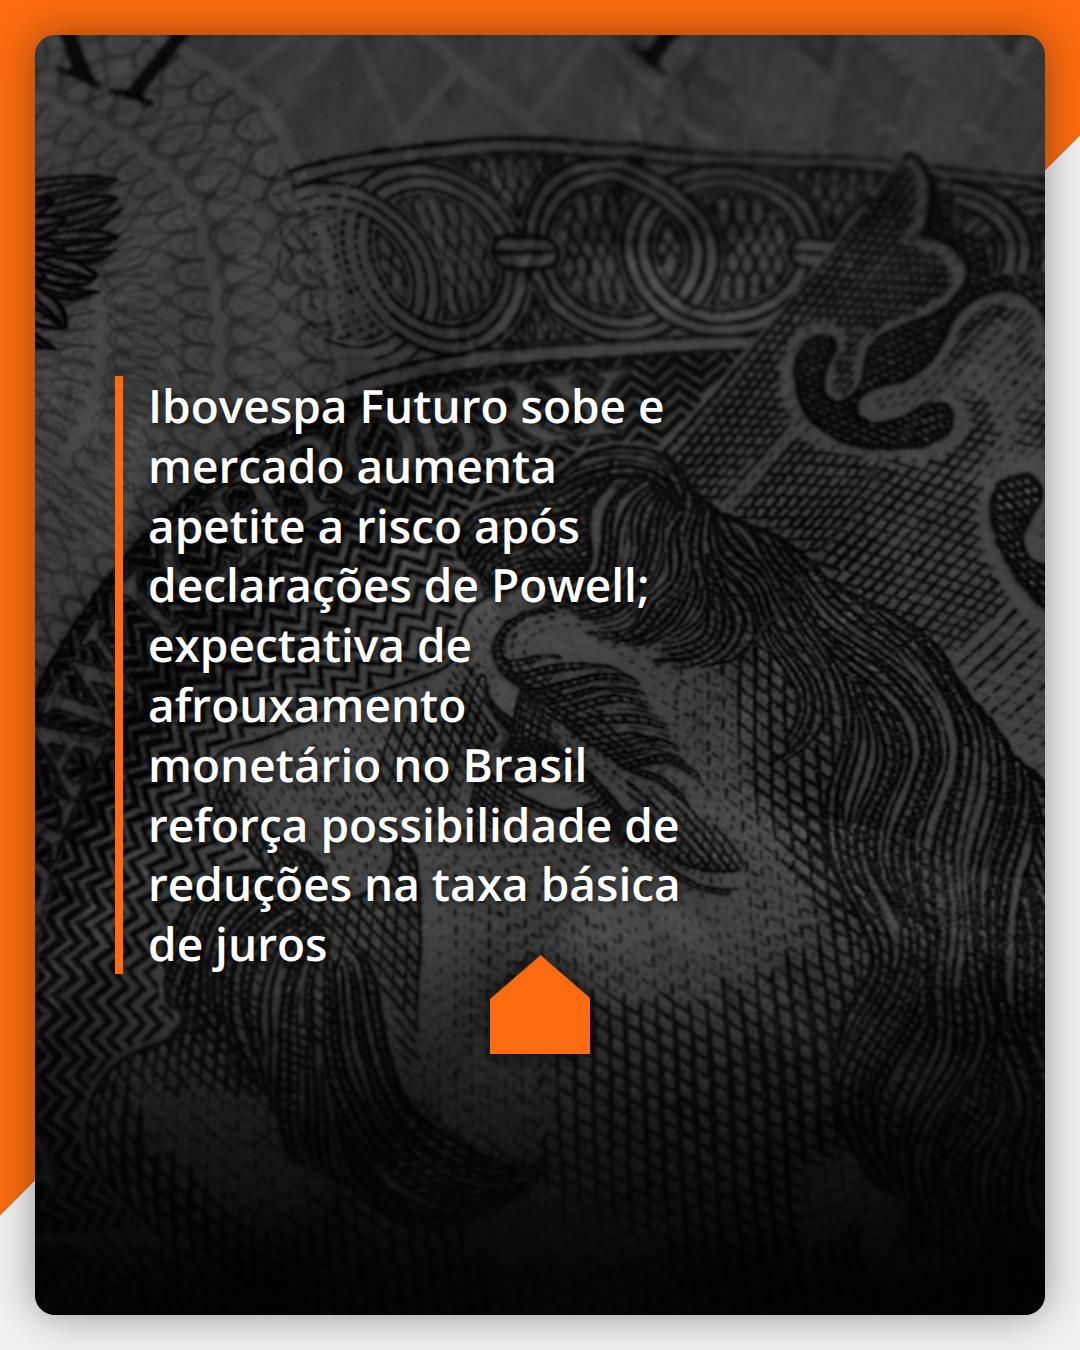 Ibovespa Futuro sobe e
mercado aumenta
apetite a risco após
declarações de Powell;
expectativa de
afrouxamento
monetário no Brasil
reforça possibilidade de
reduções na taxa básica
de juros